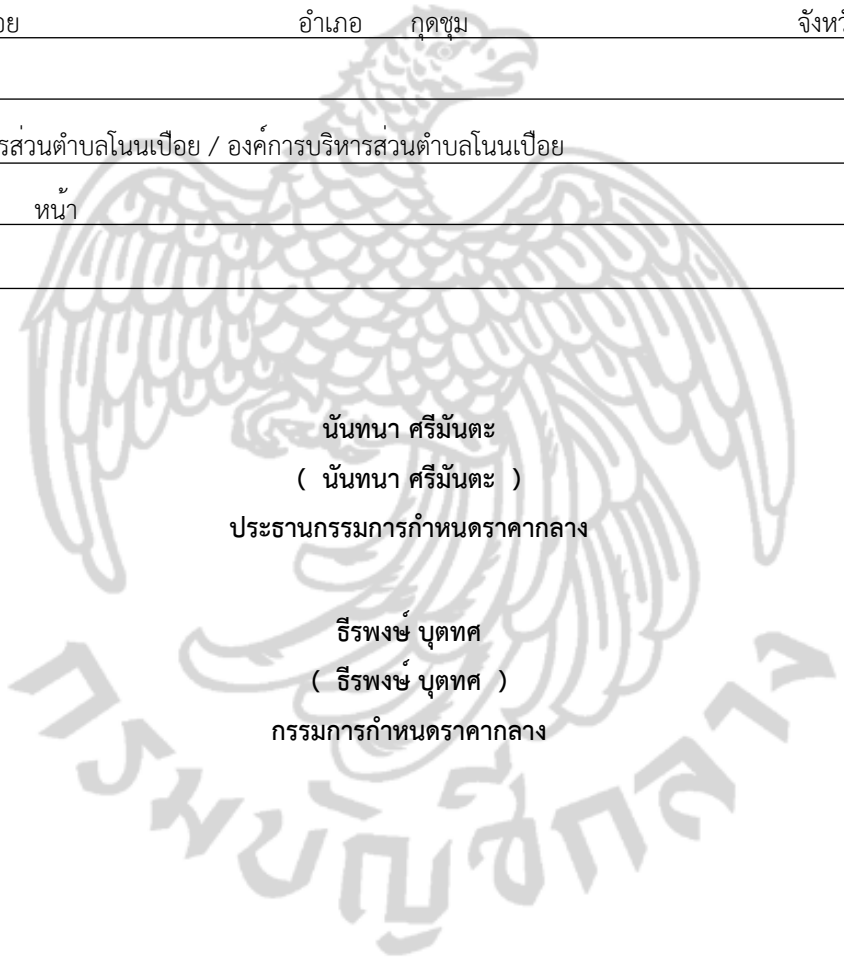 อำเภอ กุดชุม
ส่วนตำบลโนนเปือย / องค์การบริหารส่วนตำบลโนนเปือย
หน้า
นันทนา ศรีมันตะ
( นันทนา ศรีมันตะ )
ประธานกรรมการกำหนดราคากลาง
ธีรพงษ์ บุตทศ
( ธีรพงษ์ บุตทศ )
กรรมการกำหนดราคากลาง
กรมบัญชีกลาง